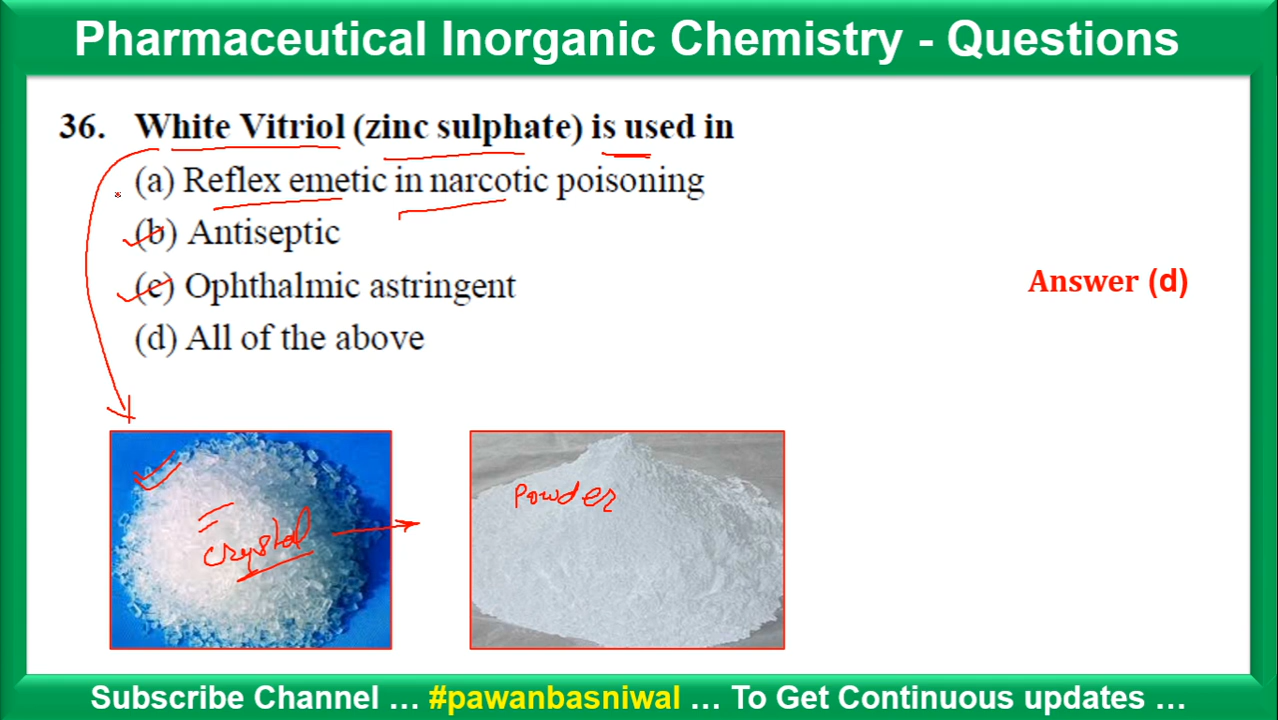 Pharmaceutical Inorganic Chemistry - Questions
36. White Vitriol (zinc sulphate) is used in
(a) Reflex emetic in narcotic poisoning
(b) Antiseptic
(c) Ophthalmic astringent
(d) All of the above
Answer (d)
crystal
Powder
Subscribe Channel ... #pawanbasniwal ... To Get Continuous updates ...